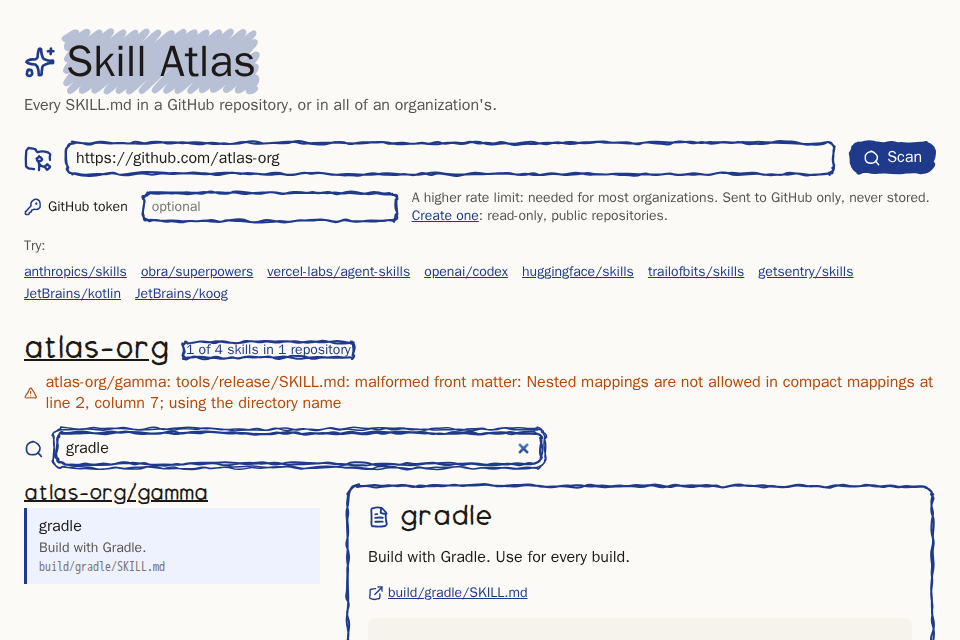 Skill Atlas
Every SKILL.md in a GitHub repository, or in all of an organization's.
https://github.com/atlas-org
Scan
GitHub token
optional
A higher rate limit: needed for most organizations. Sent to GitHub only, never stored.
Create one: read-only, public repositories.
Try:
anthropics/skills obra/superpowers vercel-labs/agent-skills openai/codex huggingface/skills trailofbits/skills getsentry/skills
JetBrains/kotlin JetBrains/koog
atlas-org 1 of 4 skills in 1 repository
atlas-org/gamma: tools/release/SKILL.md: malformed front matter: Nested mappings are not allowed in compact mappings at
line 2, column 7; using the directory name
gradle
atlas-org/gamma
gradle
Build with Gradle.
build/gradle/SKILL.md
gradle
Build with Gradle. Use for every build.
build/gradle/SKILL.md